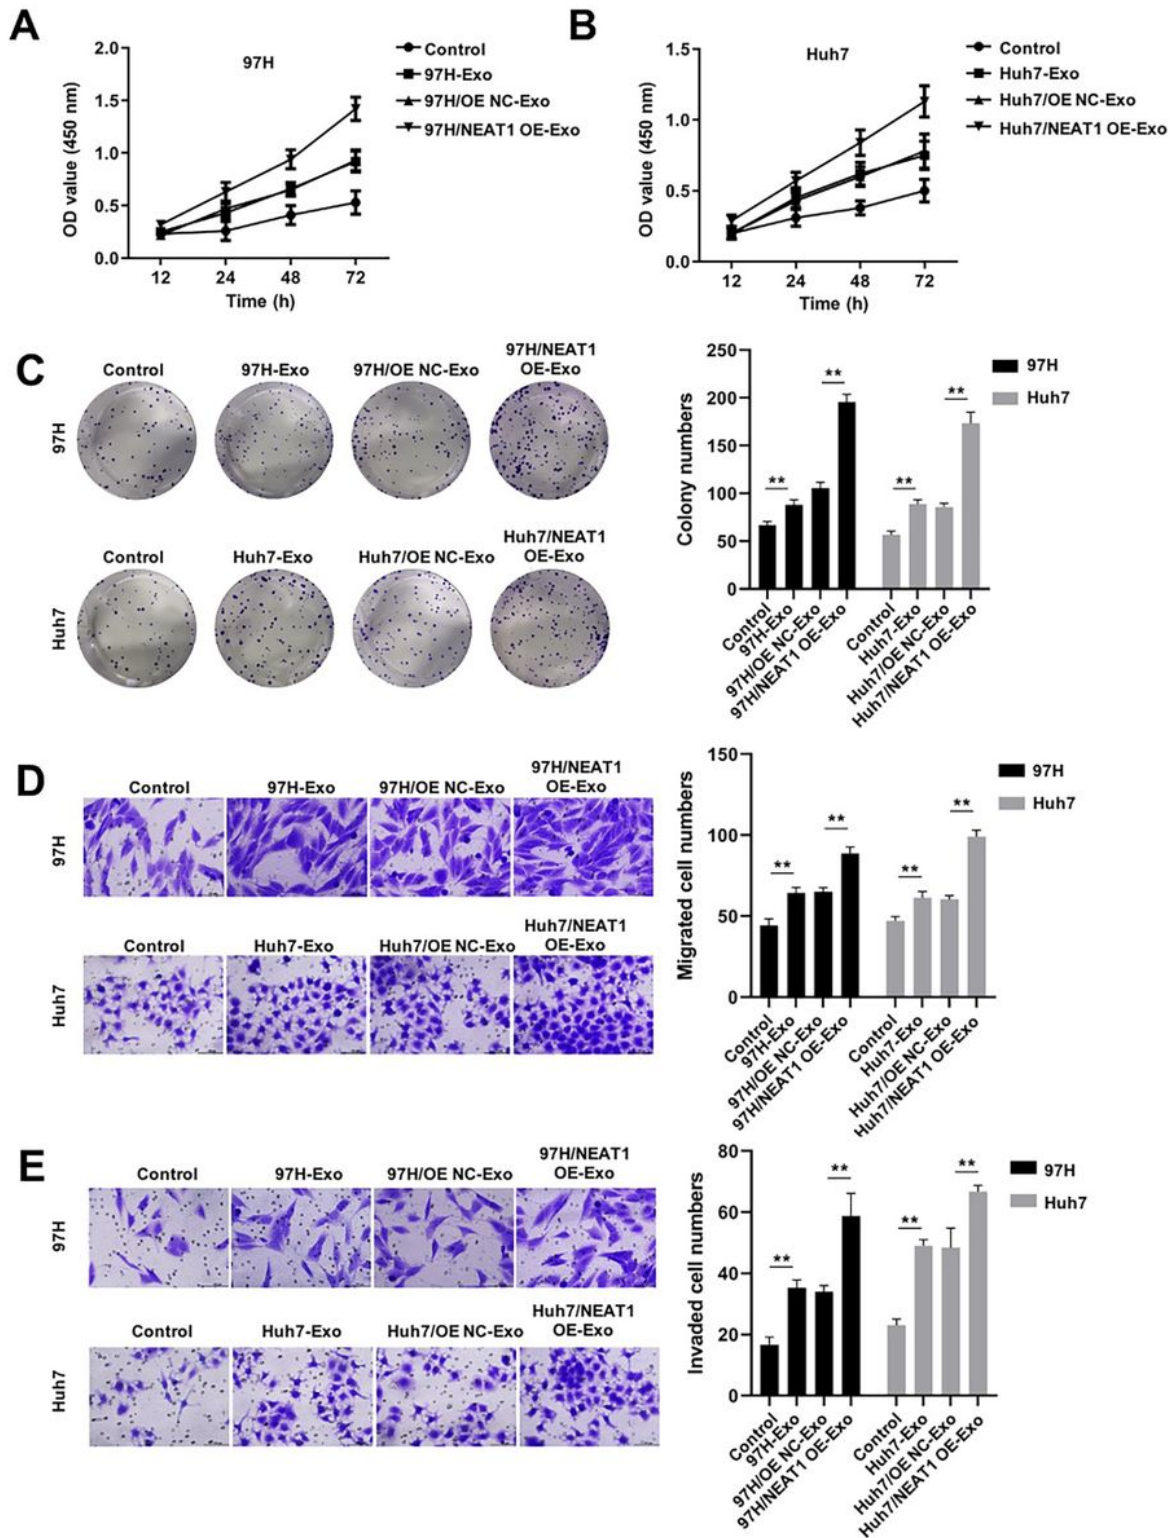 A
97H
2.0
1.5
1.0
0.5
0.0
OD value (450 nm)
12 24 48 72
Time (h)
Control
97H-Exo
97H/OE NC-Exo
97H/NEAT1 OE-Exo
B
Huh7
1.5
1.0
0.5
0.0
OD value (450 nm)
12 24 48 72
Time (h)
Control
Huh7-Exo
Huh7/OE NC-Exo
Huh7/NEAT1 OE-Exo
C
Control 97H-Exo 97H/OE NC-Exo 97H/NEAT1
OE-Exo
97H
Control Huh7-Exo Huh7/OE NC-Exo Huh7/NEAT1
OE-Exo
Huh7
250
200
150
100
50
0
Colony numbers
** ** ** **
97H
Huh7
Control
97H-Exo
97H/OE NC-Exo
97H/NEAT1 OE-Exo
Control
Huh7-Exo
Huh7/OE NC-Exo
Huh7/NEAT1 OE-Exo
D
Control 97H-Exo 97H/OE NC-Exo 97H/NEAT1
OE-Exo
97H
Control Huh7-Exo Huh7/OE NC-Exo Huh7/NEAT1
OE-Exo
Huh7
150
100
50
0
Migrated cell numbers
** ** ** **
97H
Huh7
Control
97H-Exo
97H/OE NC-Exo
97H/NEAT1 OE-Exo
Control
Huh7-Exo
Huh7/OE NC-Exo
Huh7/NEAT1 OE-Exo
E
Control 97H-Exo 97H/OE NC-Exo 97H/NEAT1
OE-Exo
97H
Control Huh7-Exo Huh7/OE NC-Exo Huh7/NEAT1
OE-Exo
Huh7
80
60
40
20
0
Invaded cell numbers
** ** ** **
97H
Huh7
Control
97H-Exo
97H/OE NC-Exo
97H/NEAT1 OE-Exo
Control
Huh7-Exo
Huh7/OE NC-Exo
Huh7/NEAT1 OE-Exo